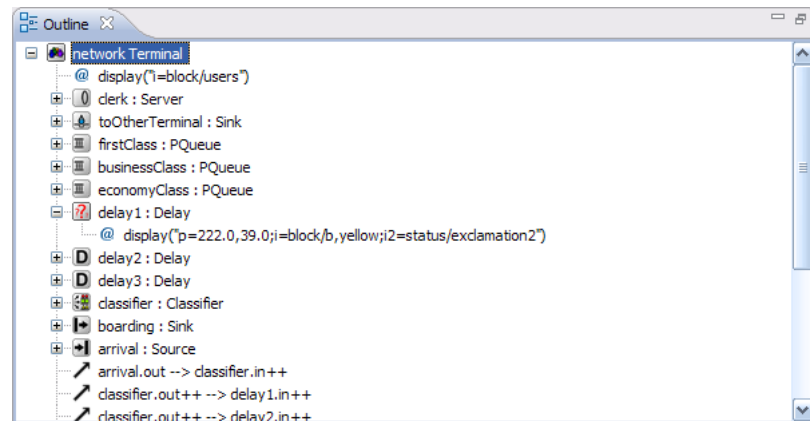 Outline
network Terminal
@ display("i=block/users")
clerk : Server
toOtherTerminal : Sink
firstClass : PQueue
businessClass : PQueue
economyClass : PQueue
delay1 : Delay
@ display("p=222.0,39.0;i=block/b,yellow;i2=status/exclamation2")
D delay2 : Delay
D delay3 : Delay
classifier : Classifier
boarding : Sink
arrival : Source
arrival.out --> classifier.in++
classifier.out++ --> delay1.in++
classifier.out++ --> delay2.in++